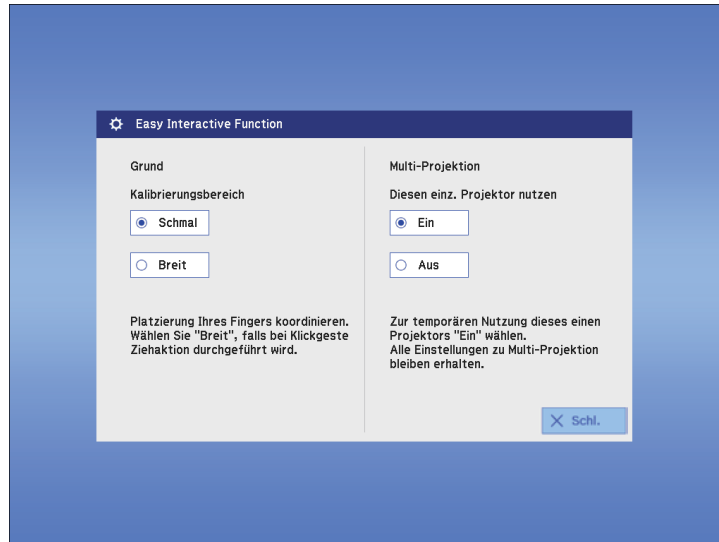 Easy Interactive Function
Grund
Kalibrierungsbereich
Schmal
Breit
Platzierung Ihres Fingers koordinieren.
Wählen Sie "Breit", falls bei Klickgeste
Ziehaktion durchgeführt wird.
Multi-Projektion
Diesen einz. Projektor nutzen
Ein
Aus
Zur temporären Nutzung dieses einen
Projektors "Ein" wählen.
Alle Einstellungen zu Multi-Projektion
bleiben erhalten.
Schl.